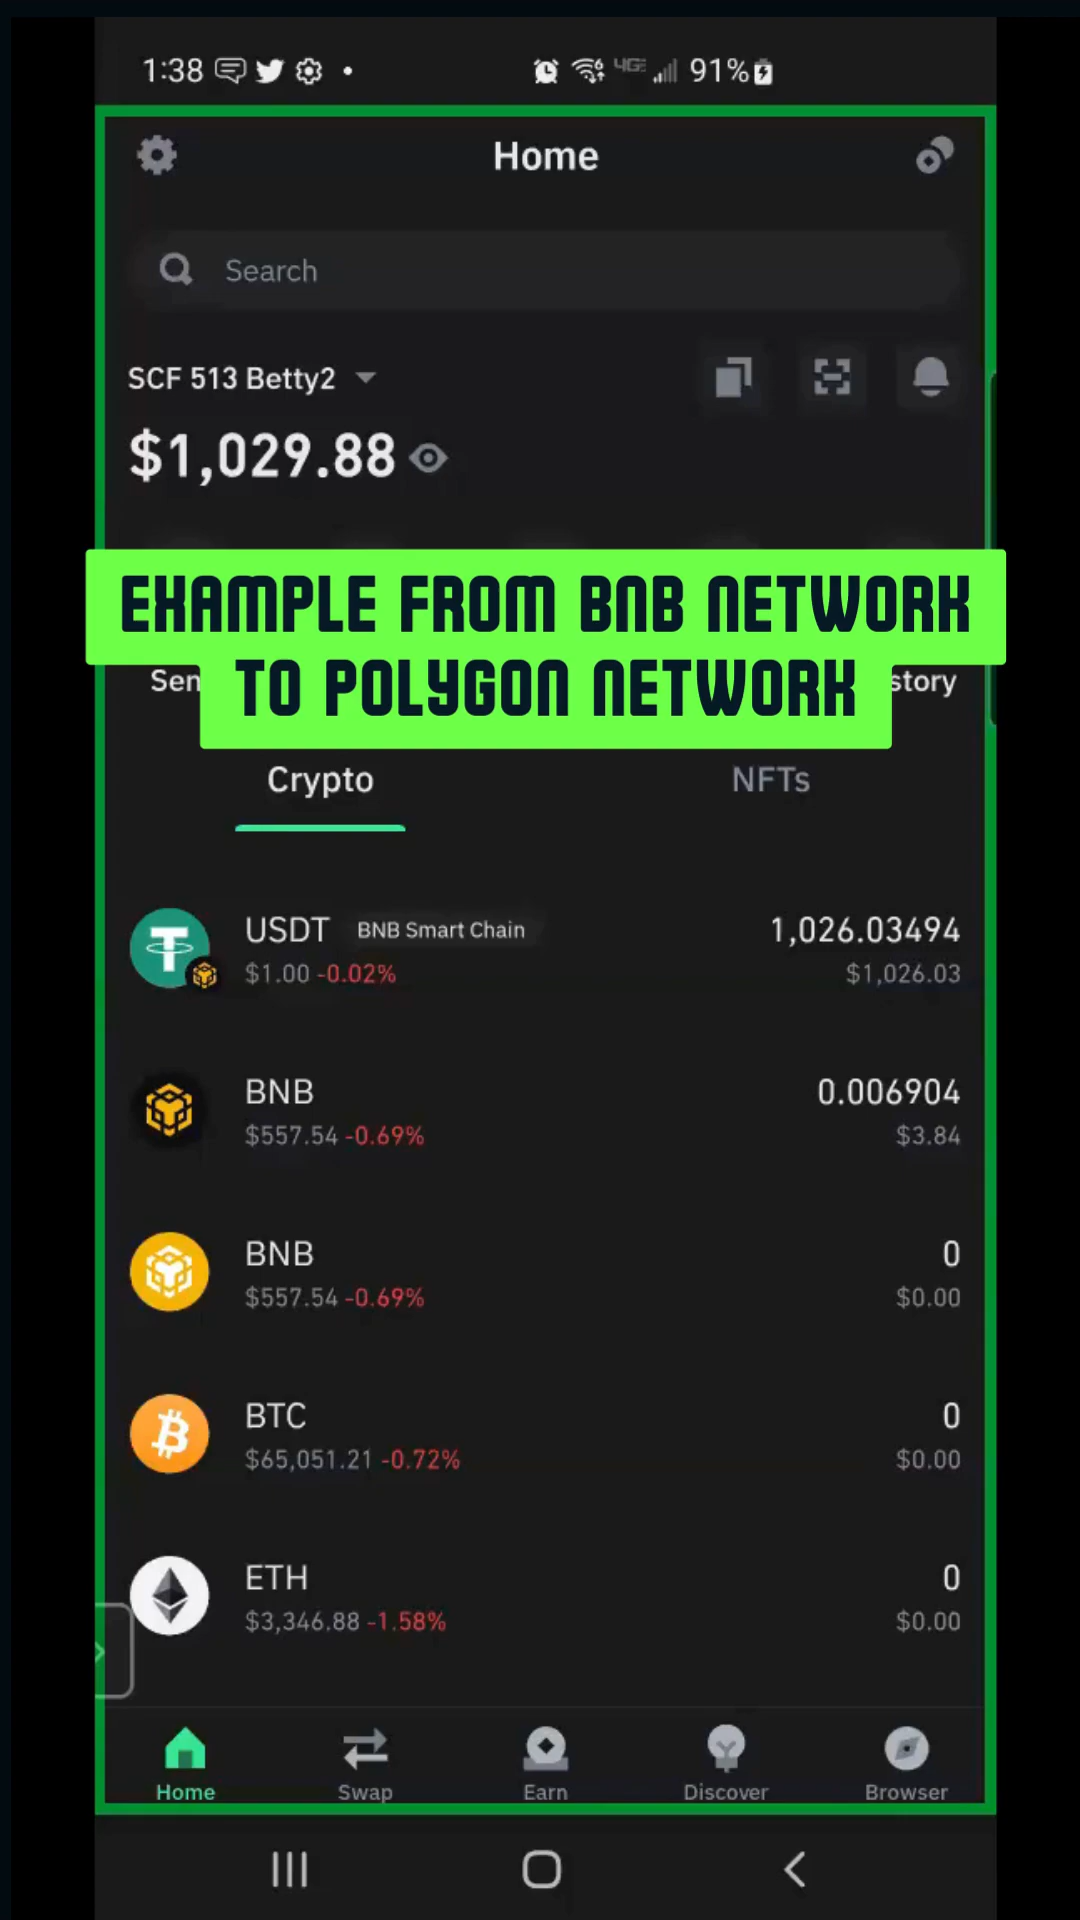 1:38
91%
Home
Search
SCF 513 Betty2
$1,029.88
EXAMPLE FROM BNB NETWORK
TO POLYGON NETWORK
Sen
story
Crypto
NFTs
USDT BNB Smart Chain 1,026.03494
$1.00 -0.02% $1,026.03
BNB 0.006904
$557.54 -0.69% $3.84
BNB 0
$557.54 -0.69% $0.00
BTC 0
$65,051.21 -0.72% $0.00
ETH 0
$3,346.88 -1.58% $0.00
Home Swap Earn Discover Browser